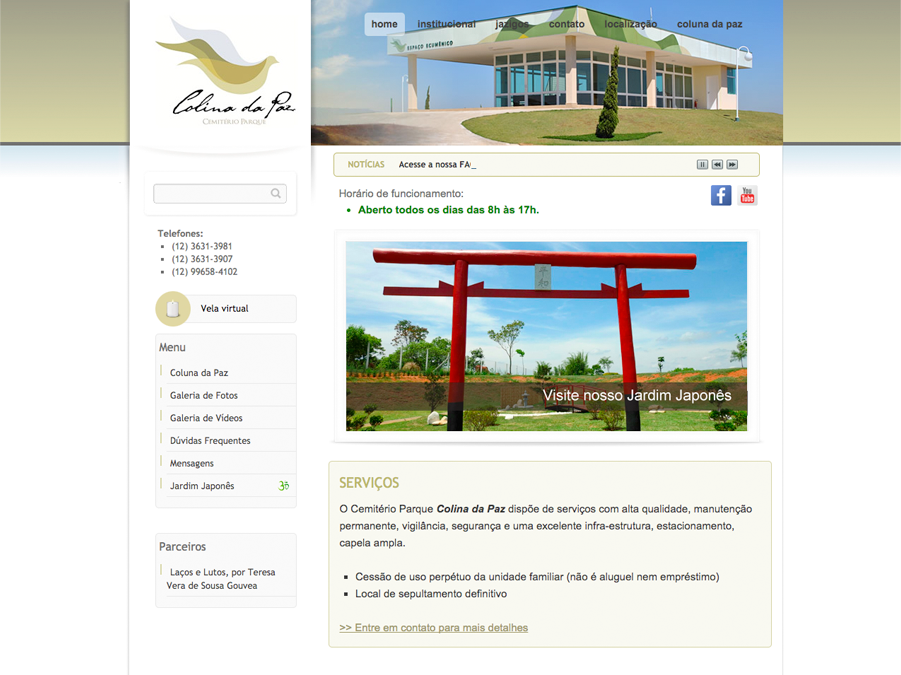 home institucional jazigos contato localização coluna da paz
ESPAÇO ECUMÊNICO
Colina da Paz
CEMITÉRIO PARQUE
NOTÍCIAS Acesse a nossa FA
Horário de funcionamento:
Aberto todos os dias das 8h às 17h.
You
Tube
Telefones:
(12) 3631-3981
(12) 3631-3907
(12) 99658-4102
Vela virtual
Menu
Coluna da Paz
Galeria de Fotos
Galeria de Vídeos
Dúvidas Frequentes
Mensagens
Jardim Japonês
Parceiros
Laços e Lutos, por Teresa
Vera de Sousa Gouvea
平和
Visite nosso Jardim Japonês
SERVIÇOS
O Cemitério Parque Colina da Paz dispõe de serviços com alta qualidade, manutenção
permanente, vigilância, segurança e uma excelente infra-estrutura, estacionamento,
capela ampla.
Cessão de uso perpétuo da unidade familiar (não é aluguel nem empréstimo)
Local de sepultamento definitivo
>> Entre em contato para mais detalhes